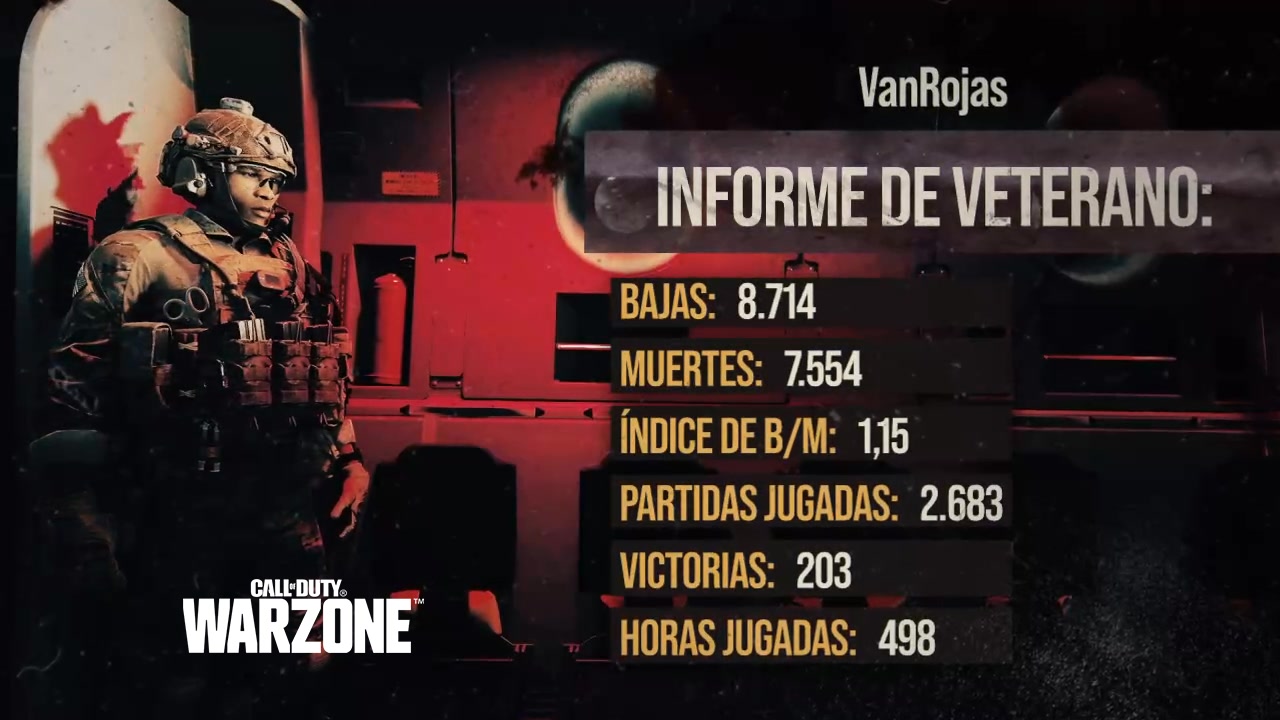 VanRojas
INFORME DE VETERANO:
BAJAS: 8.714
MUERTES: 7.554
ÍNDICE DE B/M: 1,15
PARTIDAS JUGADAS: 2.683
VICTORIAS: 203
HORAS JUGADAS: 498
CALL OF DUTY®
WARZONE™